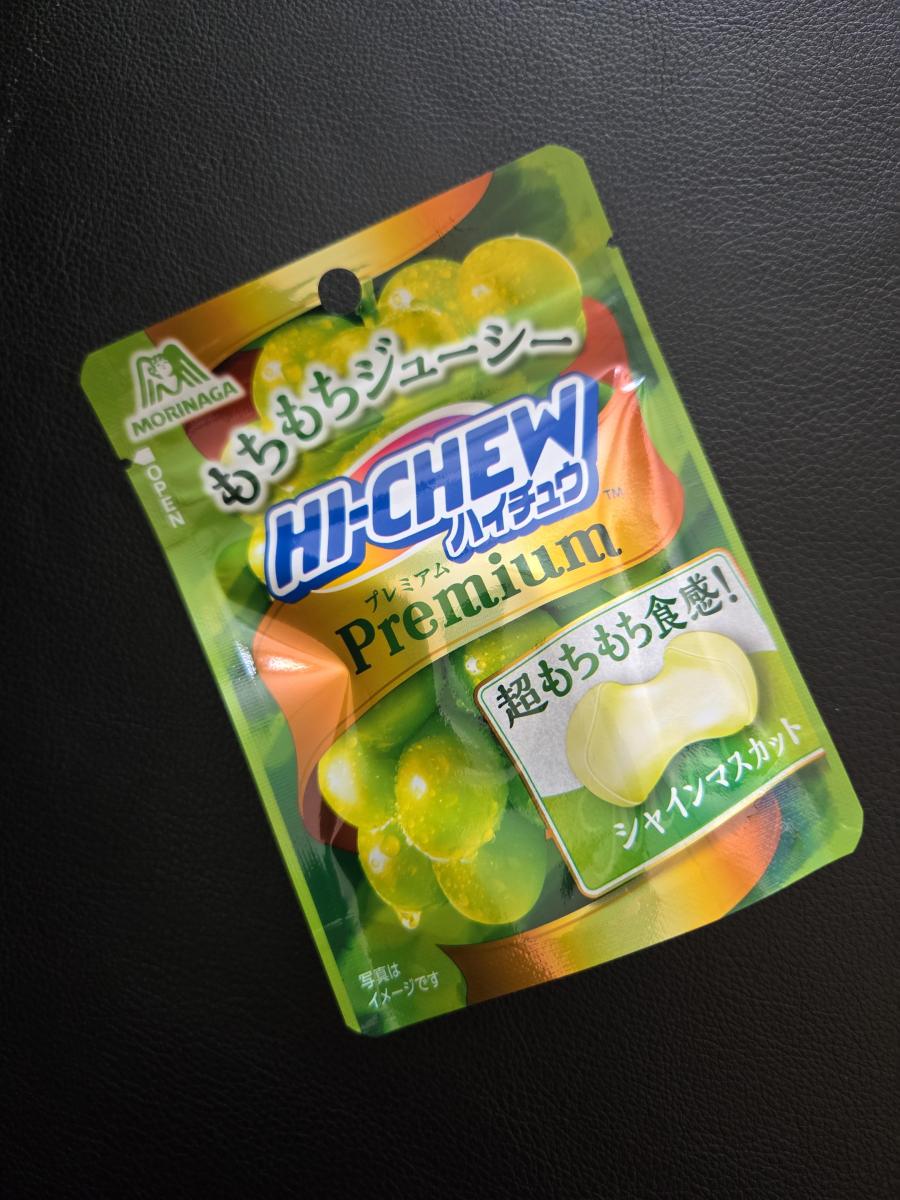 MORINAGA
OPEN
もちもちジューシー
HI-CHEW
ハイチュウ
TM
プレミアム
Premium
超もちもち食感!
シャインマスカット
写真は
イメージです